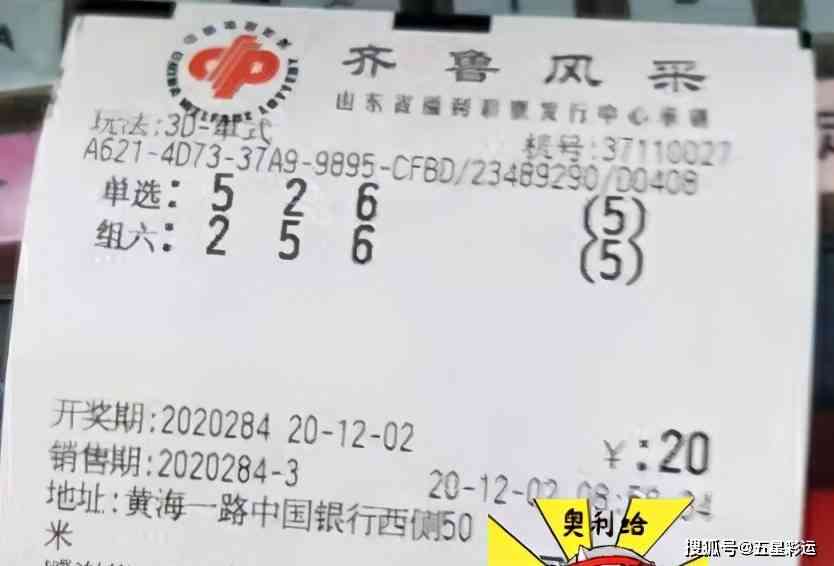 齐鲁风采
山东省福利彩票发行中心承销
玩法:3D-单式
机号:37110027
A621-4D73-37A9-9895-CFBD/23489290/D0408
单选: 5 2 6 (5)
组六: 2 5 6 (5)
开奖期:2020284 20-12-02
¥:20
销售期:2020284-3
20-12-02
地址:黄海一路中国银行西侧50
米
奥利给
搜狐号@五星彩运